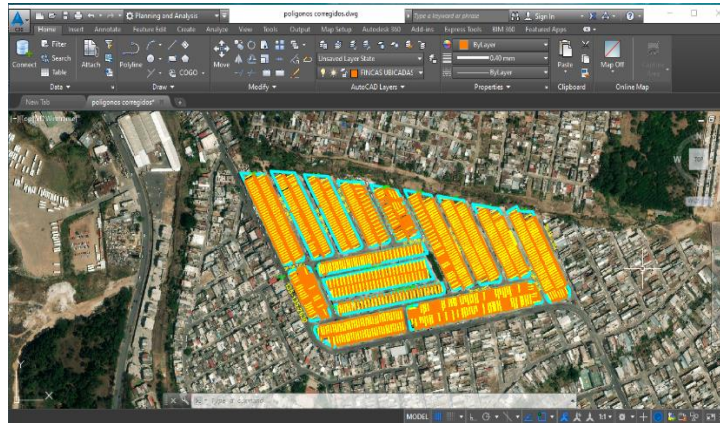 Planning and Analysis
poligonos corregidos.dwg
Type a keyword or phrase
Sign In
Home Insert Annotate Feature Edit Create Analyze View Tools Output Map Setup Autodesk 360 Add-ins Express Tools BIM 360 Featured Apps
Filter
Search
Table
Connect
Attach
Polyline
COGO
Move
Unsaved Layer State
FINCAS UBICADAS
ByLayer
0.40 mm
ByLayer
Paste
Map Off
Data
Draw
Modify
AutoCAD Layers
Properties
Clipboard
Online Map
New Tab
poligonos corregidos*
W
TOP
Y
X
Type a command
MODEL
1:1